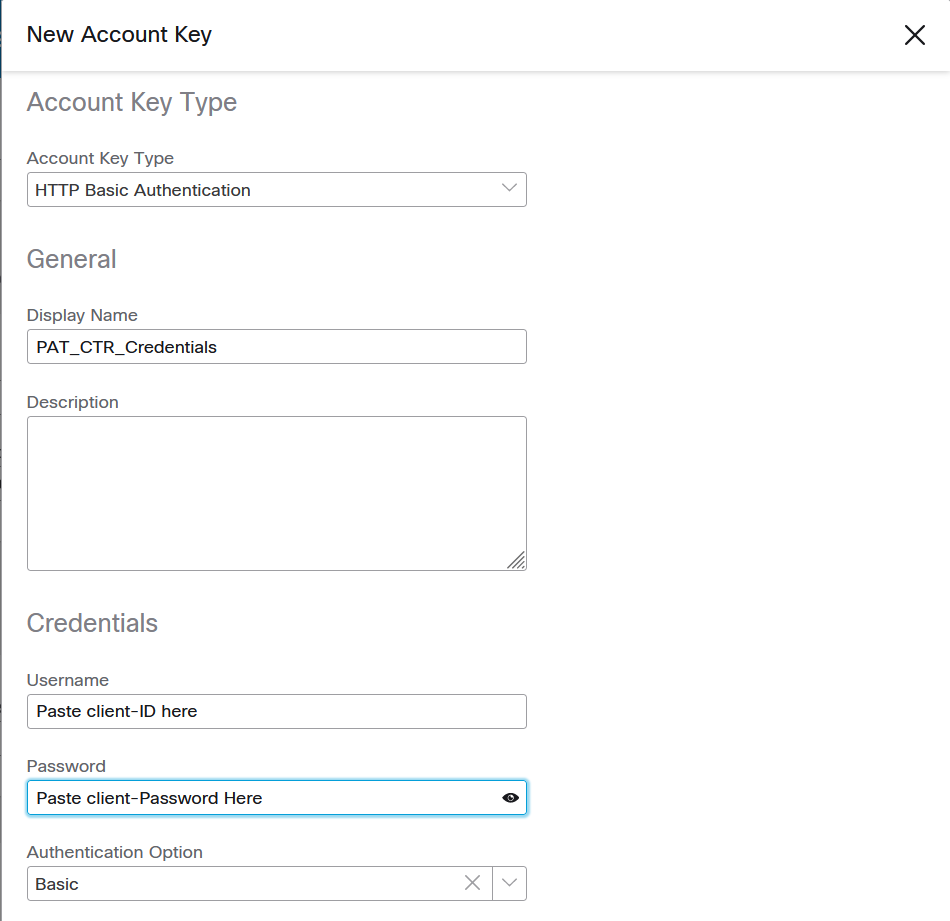 New Account Key
Account Key Type
Account Key Type
HTTP Basic Authentication
General
Display Name
PAT_CTR_Credentials
Description
Credentials
Username
Paste client-ID here
Password
Paste client-Password Here
Authentication Option
Basic